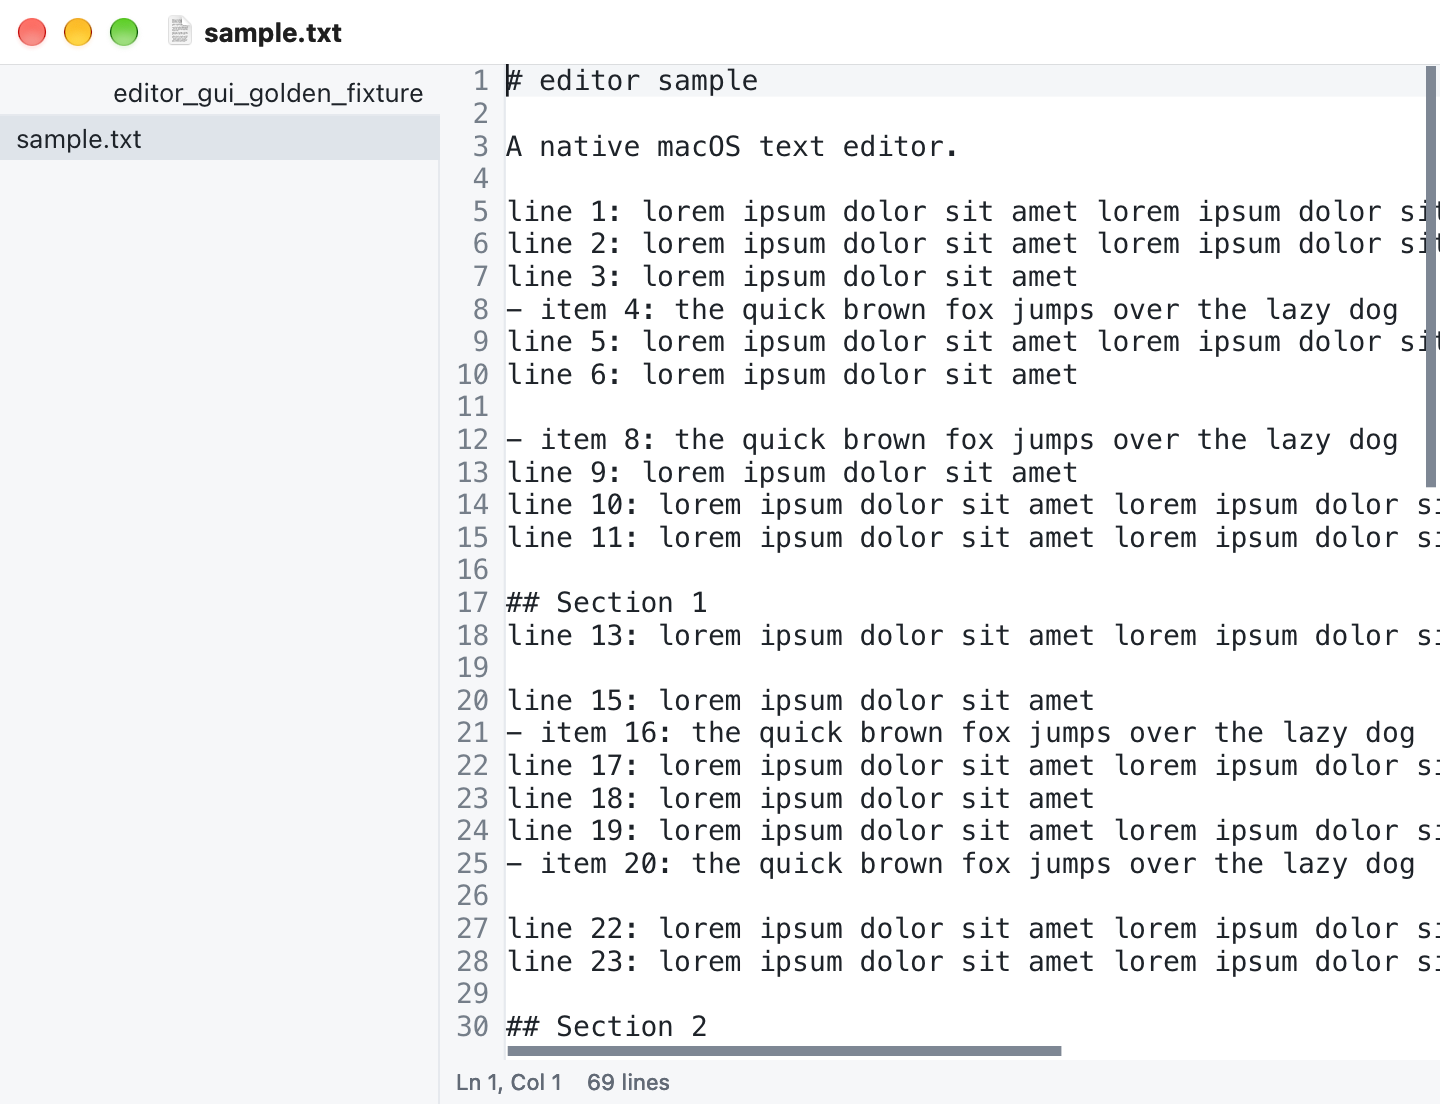 sample.txt
editor_gui_golden_fixture
sample.txt
1 # editor sample
2
3 A native macOS text editor.
4
5 line 1: lorem ipsum dolor sit amet lorem ipsum dolor sit
6 line 2: lorem ipsum dolor sit amet lorem ipsum dolor sit
7 line 3: lorem ipsum dolor sit amet
8 - item 4: the quick brown fox jumps over the lazy dog
9 line 5: lorem ipsum dolor sit amet lorem ipsum dolor sit
10 line 6: lorem ipsum dolor sit amet
11
12 - item 8: the quick brown fox jumps over the lazy dog
13 line 9: lorem ipsum dolor sit amet
14 line 10: lorem ipsum dolor sit amet lorem ipsum dolor si
15 line 11: lorem ipsum dolor sit amet lorem ipsum dolor si
16
17 ## Section 1
18 line 13: lorem ipsum dolor sit amet lorem ipsum dolor si
19
20 line 15: lorem ipsum dolor sit amet
21 - item 16: the quick brown fox jumps over the lazy dog
22 line 17: lorem ipsum dolor sit amet lorem ipsum dolor si
23 line 18: lorem ipsum dolor sit amet
24 line 19: lorem ipsum dolor sit amet lorem ipsum dolor si
25 - item 20: the quick brown fox jumps over the lazy dog
26
27 line 22: lorem ipsum dolor sit amet lorem ipsum dolor si
28 line 23: lorem ipsum dolor sit amet lorem ipsum dolor si
29
30 ## Section 2
Ln 1, Col 1 69 lines